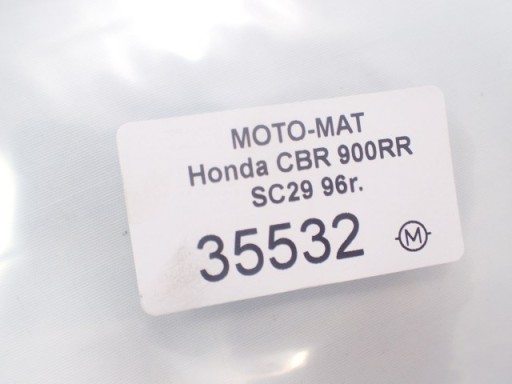 MOTO-MAT
Honda CBR 900RR
SC29 96r.
35532
M